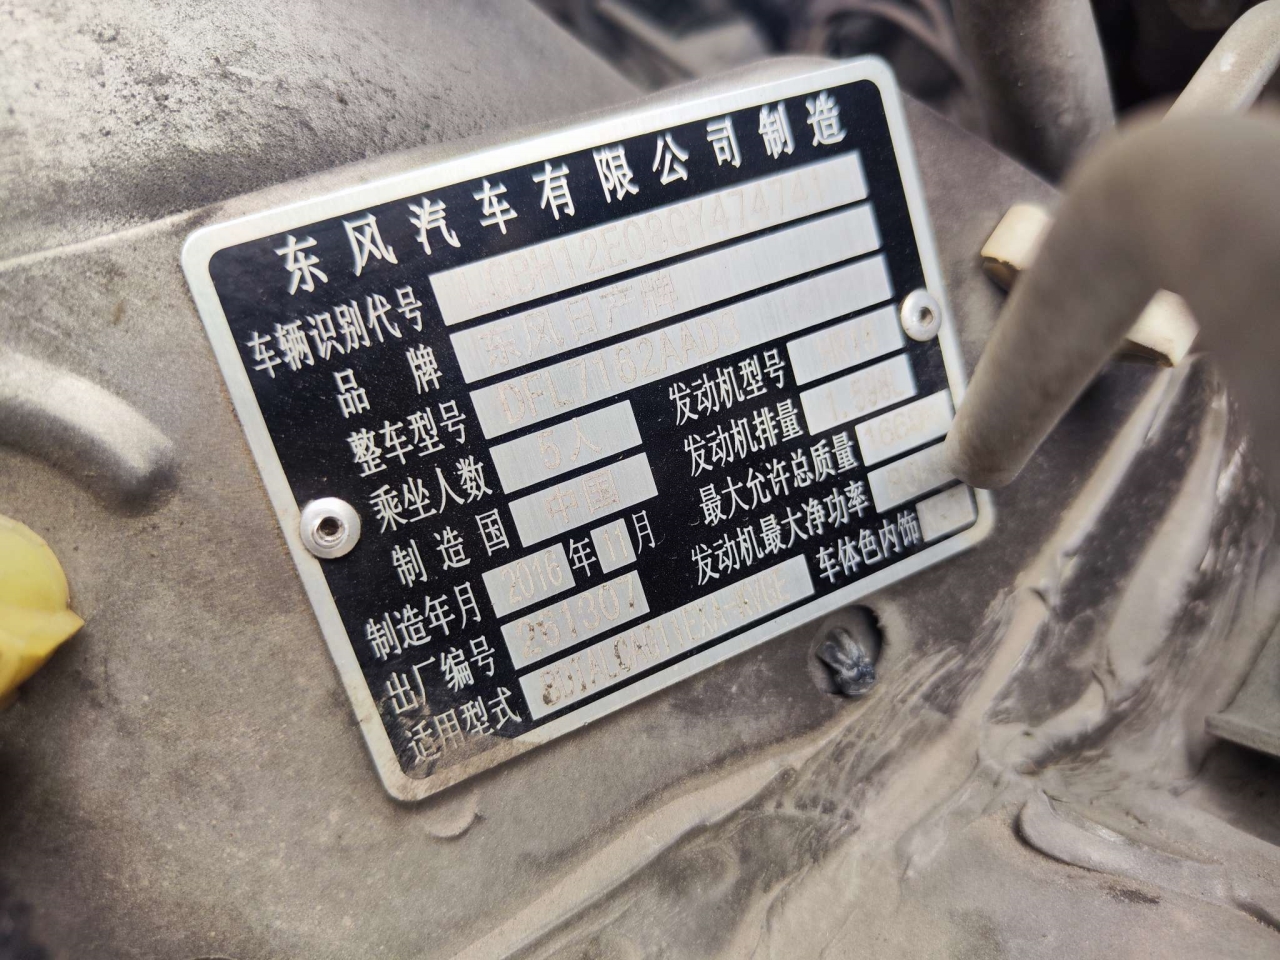 东风汽车有限公司制造
车辆识别代号 LGBH12E08GY474741
品牌 东风日产牌
整车型号 DFL7162AAD3
乘坐人数 5人 发动机型号
制造国 中国 发动机排量 1.598L
制造年月 2016年11月 最大允许总质量
出厂编号 261307 发动机最大净功率
适用型式 车体色内饰